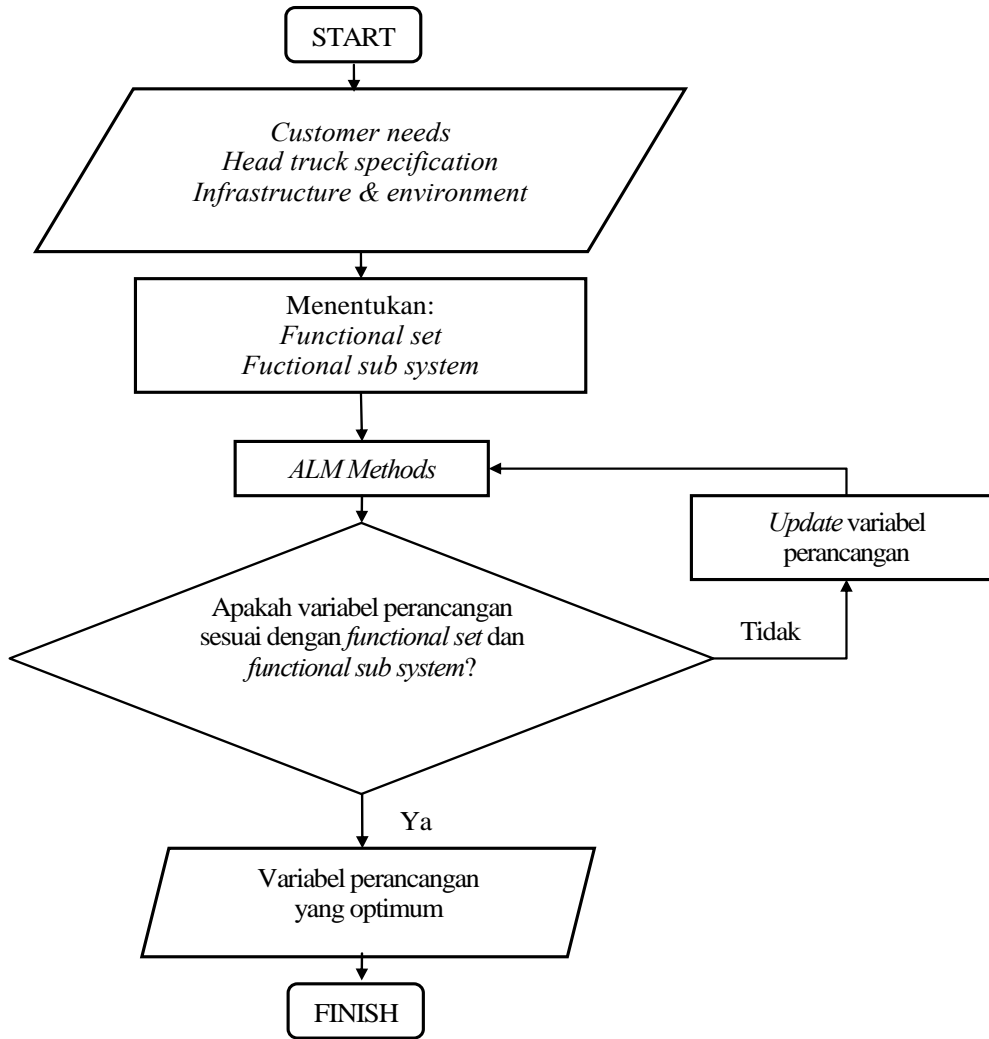 START
Customer needs
Head truck specification
Infrastructure & environment
Menentukan:
Functional set
Fuctional sub system
ALM Methods
Update variabel
perancangan
Apakah variabel perancangan
sesuai dengan functional set dan
functional sub system?
Tidak
Ya
Variabel perancangan
yang optimum
FINISH